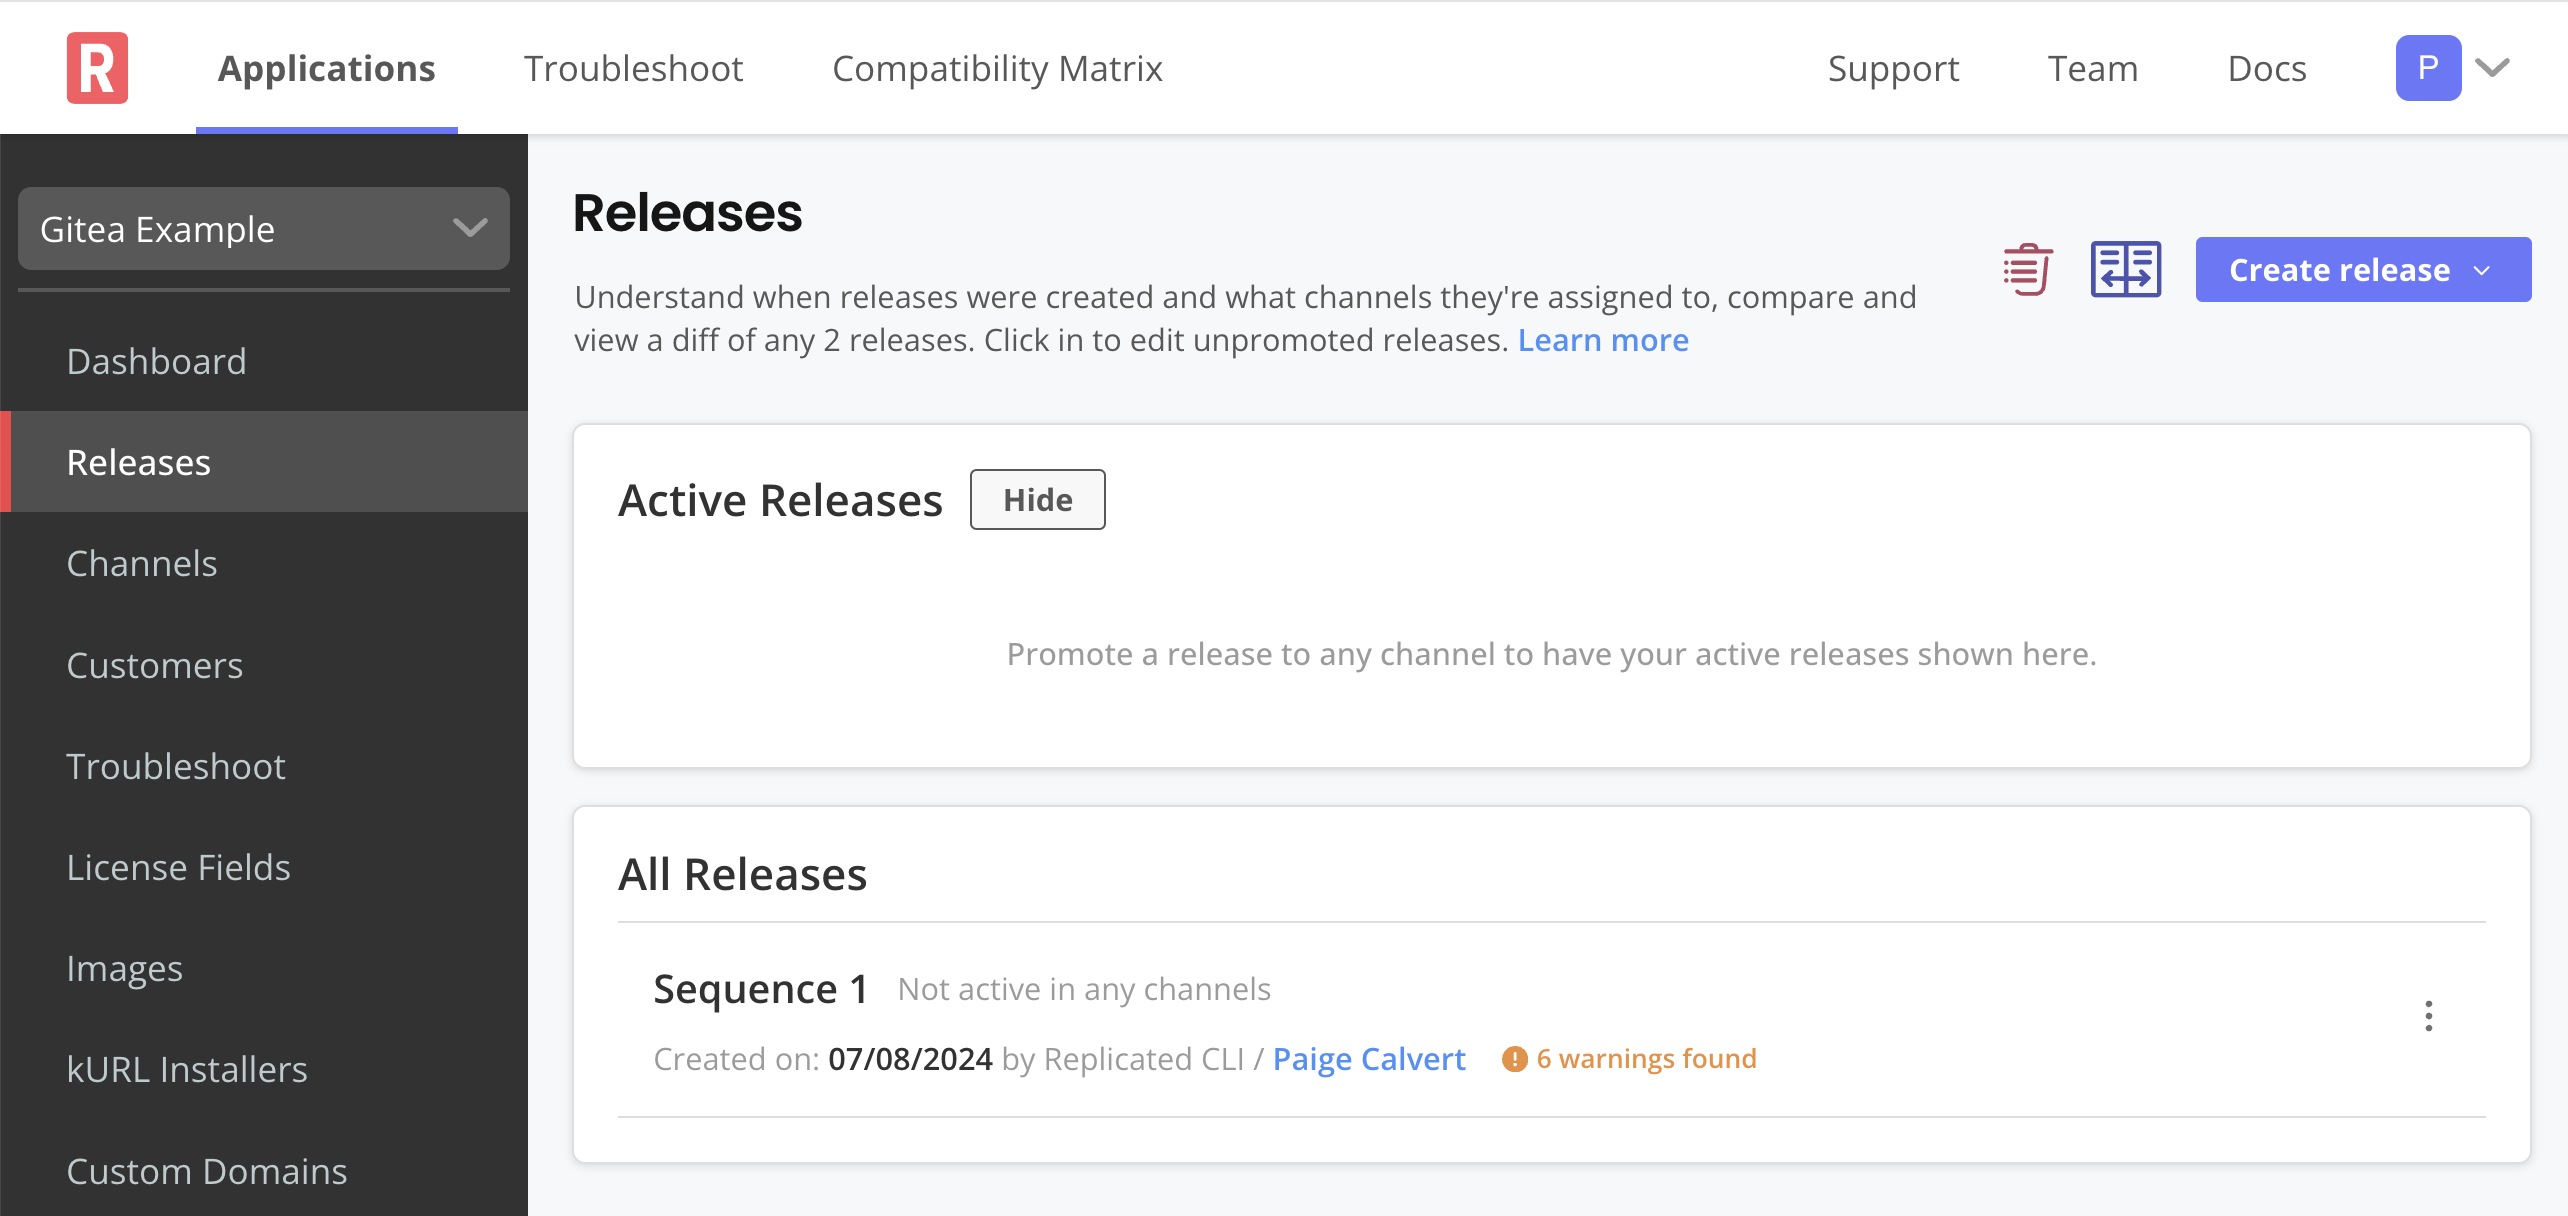 R
Applications
Troubleshoot
Compatibility Matrix
Support
Team
Docs
P
Gitea Example
Dashboard
Releases
Channels
Customers
Troubleshoot
License Fields
Images
kURL Installers
Custom Domains
Releases
Understand when releases were created and what channels they're assigned to, compare and
view a diff of any 2 releases. Click in to edit unpromoted releases. Learn more
Create release
Active Releases
Hide
Promote a release to any channel to have your active releases shown here.
All Releases
Sequence 1 Not active in any channels
Created on: 07/08/2024 by Replicated CLI / Paige Calvert 6 warnings found